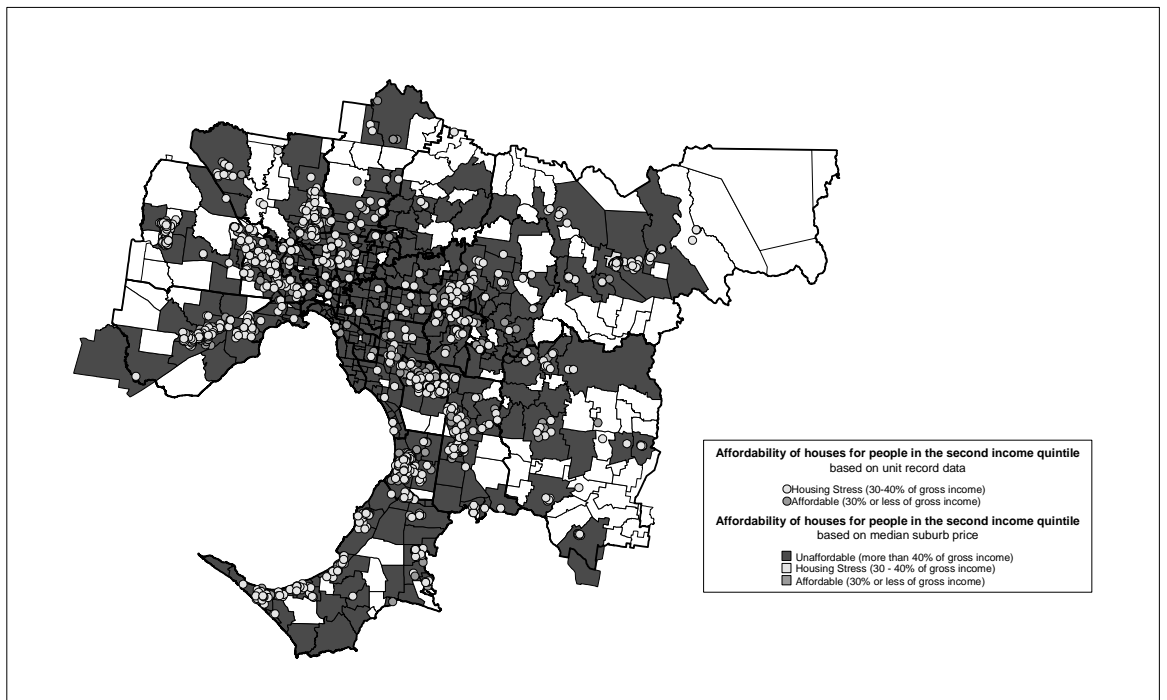 Affordability of houses for people in the second income quintile
based on unit record data
Housing Stress (30-40% of gross income)
Affordable (30% or less of gross income)
Affordability of houses for people in the second income quintile
based on median suburb price
Unaffordable (more than 40% of gross income)
Housing Stress (30 - 40% of gross income)
Affordable (30% or less of gross income)